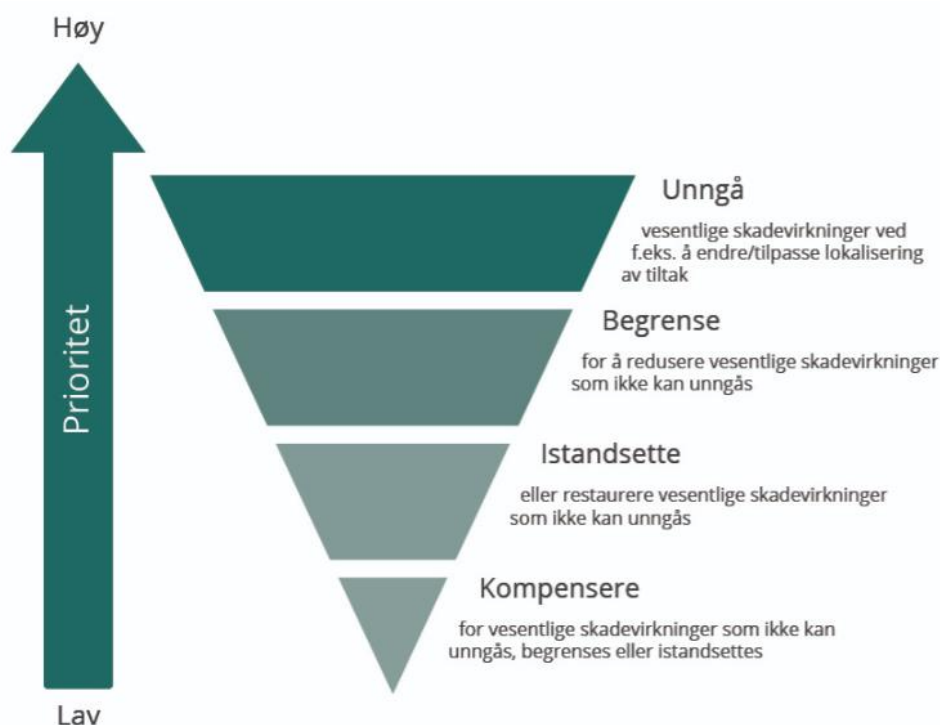 Høy
Prioritet
Unngå
vesentlige skadevirkninger ved
f.eks. å endre/tilpasse lokalisering
av tiltak
Begrense
for å redusere vesentlige skadevirkninger
som ikke kan unngås
Istandsette
eller restaurere vesentlige skadevirkninger
som ikke kan unngås
Kompensere
for vesentlige skadevirkninger som ikke kan
unngås, begrenses eller istandsettes
Lav